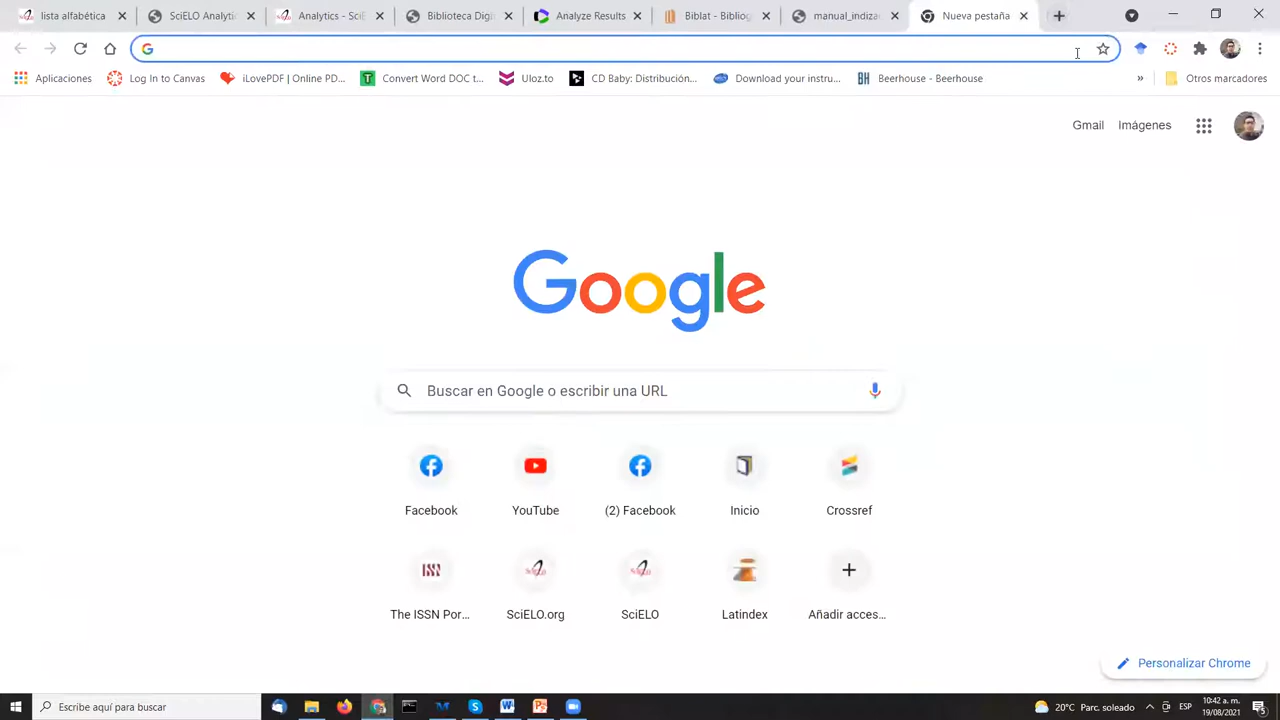 lista alfabétic
SciELO Analyti
Analytics - SciE
Biblioteca Digi
Analyze Results
Biblat - Bibliog
manual_indiza
Nueva pestaña
Aplicaciones
Log In to Canvas
iLovePDF | Online PD...
Convert Word DOC t...
Uloz.to
CD Baby: Distribución...
Download your instru...
BH Beerhouse - Beerhouse
»
Otros marcadores
Gmail
Imágenes
Google
Buscar en Google o escribir una URL
Facebook
YouTube
(2) Facebook
Inicio
Crossref
The ISSN Por...
SciELO.org
SciELO
Latindex
Añadir acces...
Personalizar Chrome
Escribe aquí para buscar
20°C Parc. soleado
ESP
10:42 a. m.
19/08/2021